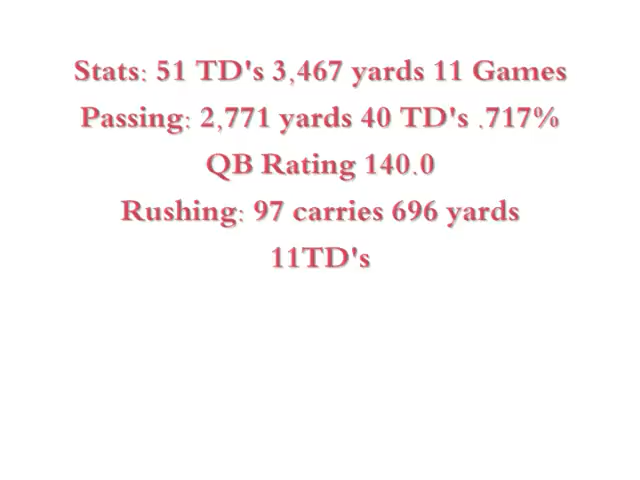 Stats: 51 TD's 3,467 yards 11 Games
Passing: 2,771 yards 40 TD's .717%
QB Rating 140.0
Rushing: 97 carries 696 yards
11TD's